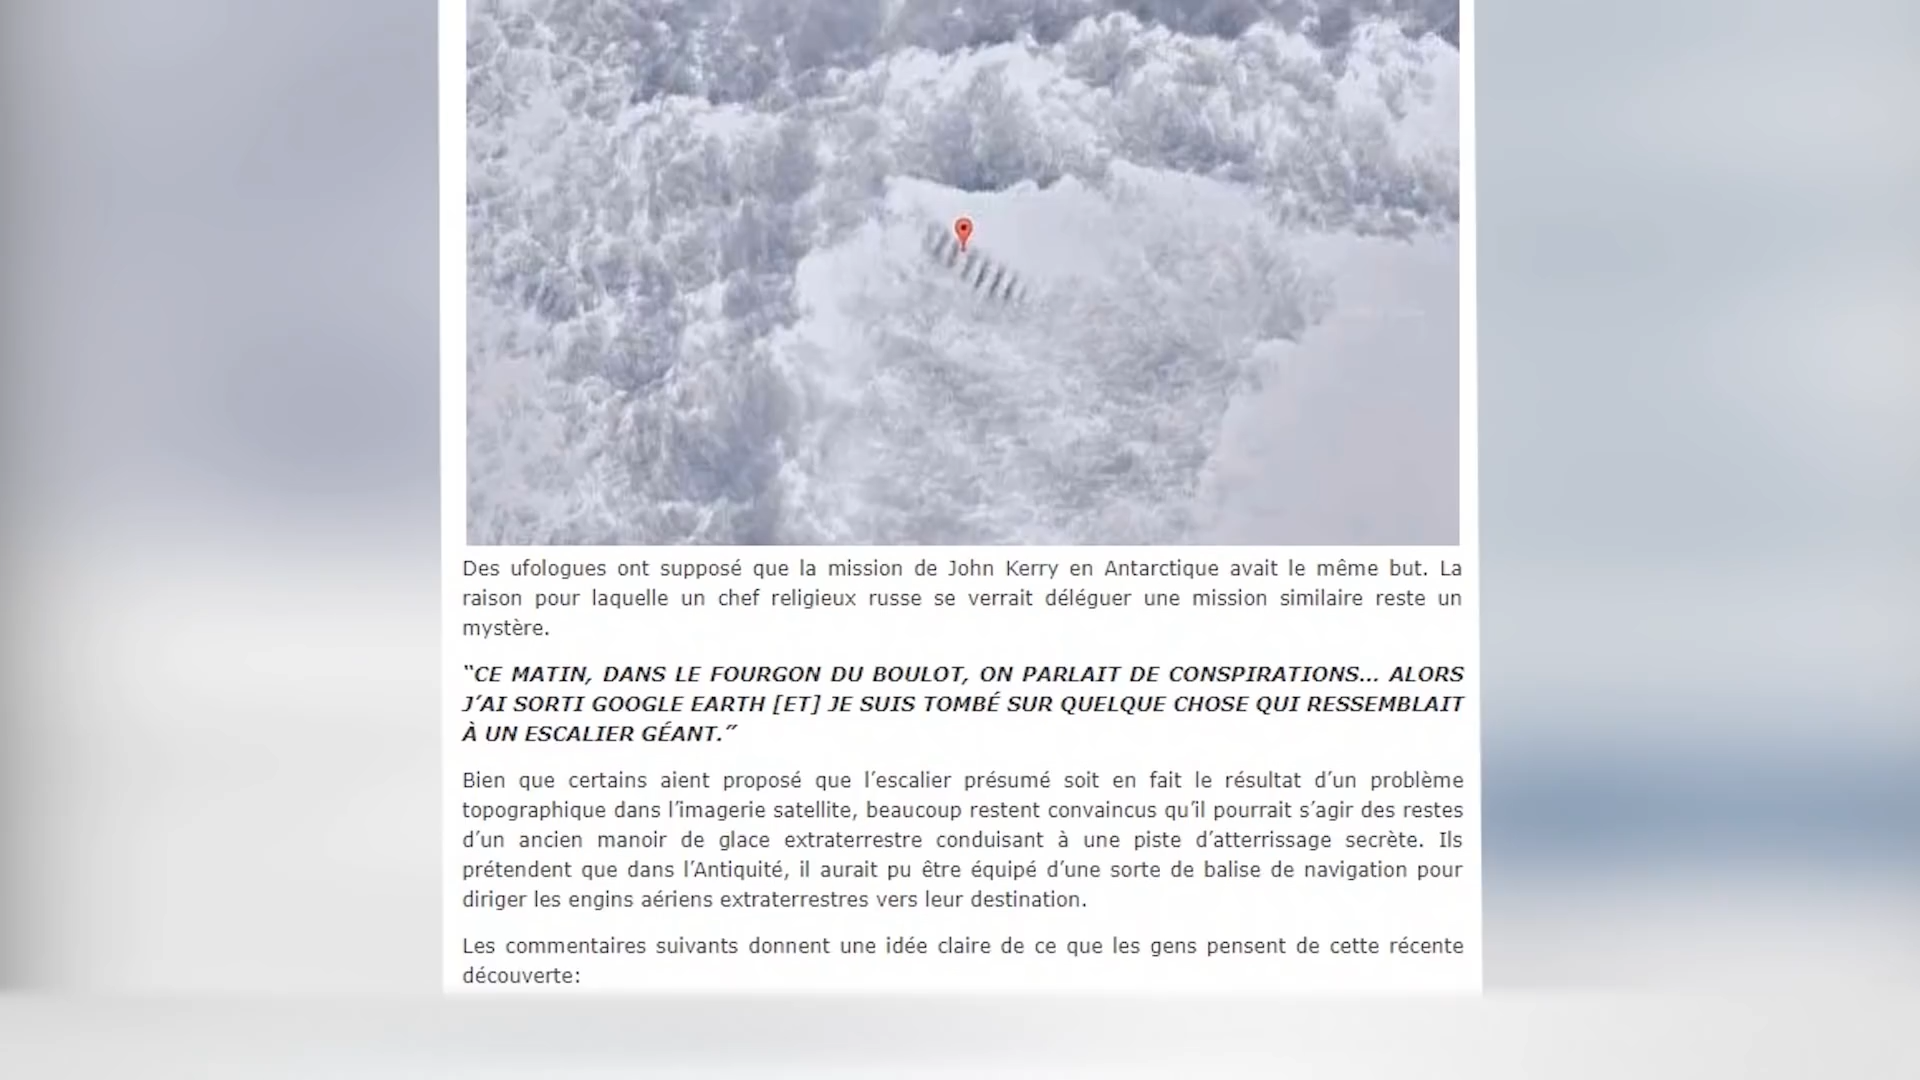 Des ufologues ont supposé que la mission de John Kerry en Antarctique avait le même but. La
raison pour laquelle un chef religieux russe se verrait déléguer une mission similaire reste un
mystère.
“CE MATIN, DANS LE FOURGON DU BOULOT, ON PARLAIT DE CONSPIRATIONS… ALORS
J’AI SORTI GOOGLE EARTH [ET] JE SUIS TOMBÉ SUR QUELQUE CHOSE QUI RESSEMBLAIT
À UN ESCALIER GÉANT.”
Bien que certains aient proposé que l’escalier présumé soit en fait le résultat d’un problème
topographique dans l’imagerie satellite, beaucoup restent convaincus qu’il pourrait s’agir des restes
d’un ancien manoir de glace extraterrestre conduisant à une piste d’atterrissage secrète. Ils
prétendent que dans l’Antiquité, il aurait pu être équipé d’une sorte de balise de navigation pour
diriger les engins aériens extraterrestres vers leur destination.
Les commentaires suivants donnent une idée claire de ce que les gens pensent de cette récente
découverte: